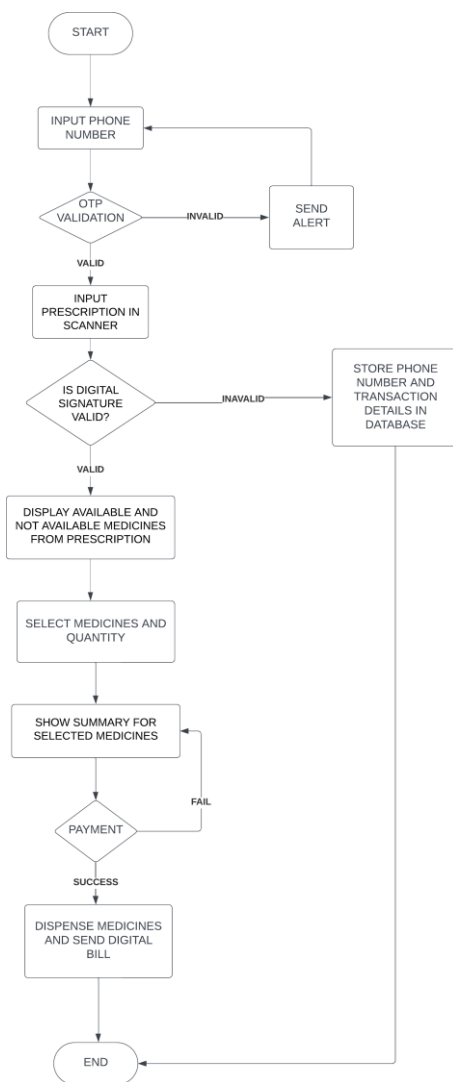 START
INPUT PHONE
NUMBER
OTP
VALIDATION
INVALID
SEND
ALERT
VALID
INPUT
PRESCRIPTION IN
SCANNER
IS DIGITAL
SIGNATURE
VALID?
INAVALID
STORE PHONE
NUMBER AND
TRANSACTION
DETAILS IN
DATABASE
VALID
DISPLAY AVAILABLE AND
NOT AVAILABLE MEDICINES
FROM PRESCRIPTION
SELECT MEDICINES AND
QUANTITY
SHOW SUMMARY FOR
SELECTED MEDICINES
FAIL
PAYMENT
SUCCESS
DISPENSE MEDICINES
AND SEND DIGITAL
BILL
END